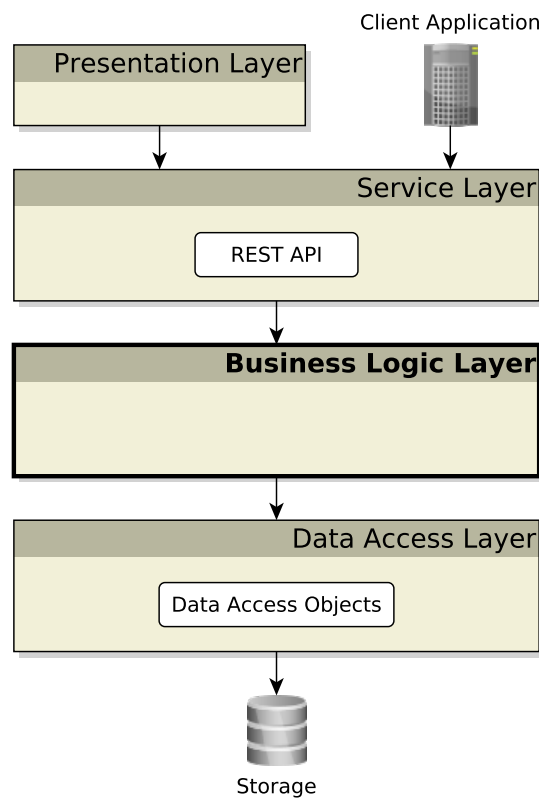 Client Application
Presentation Layer
Service Layer
REST API
Business Logic Layer
Data Access Layer
Data Access Objects
Storage